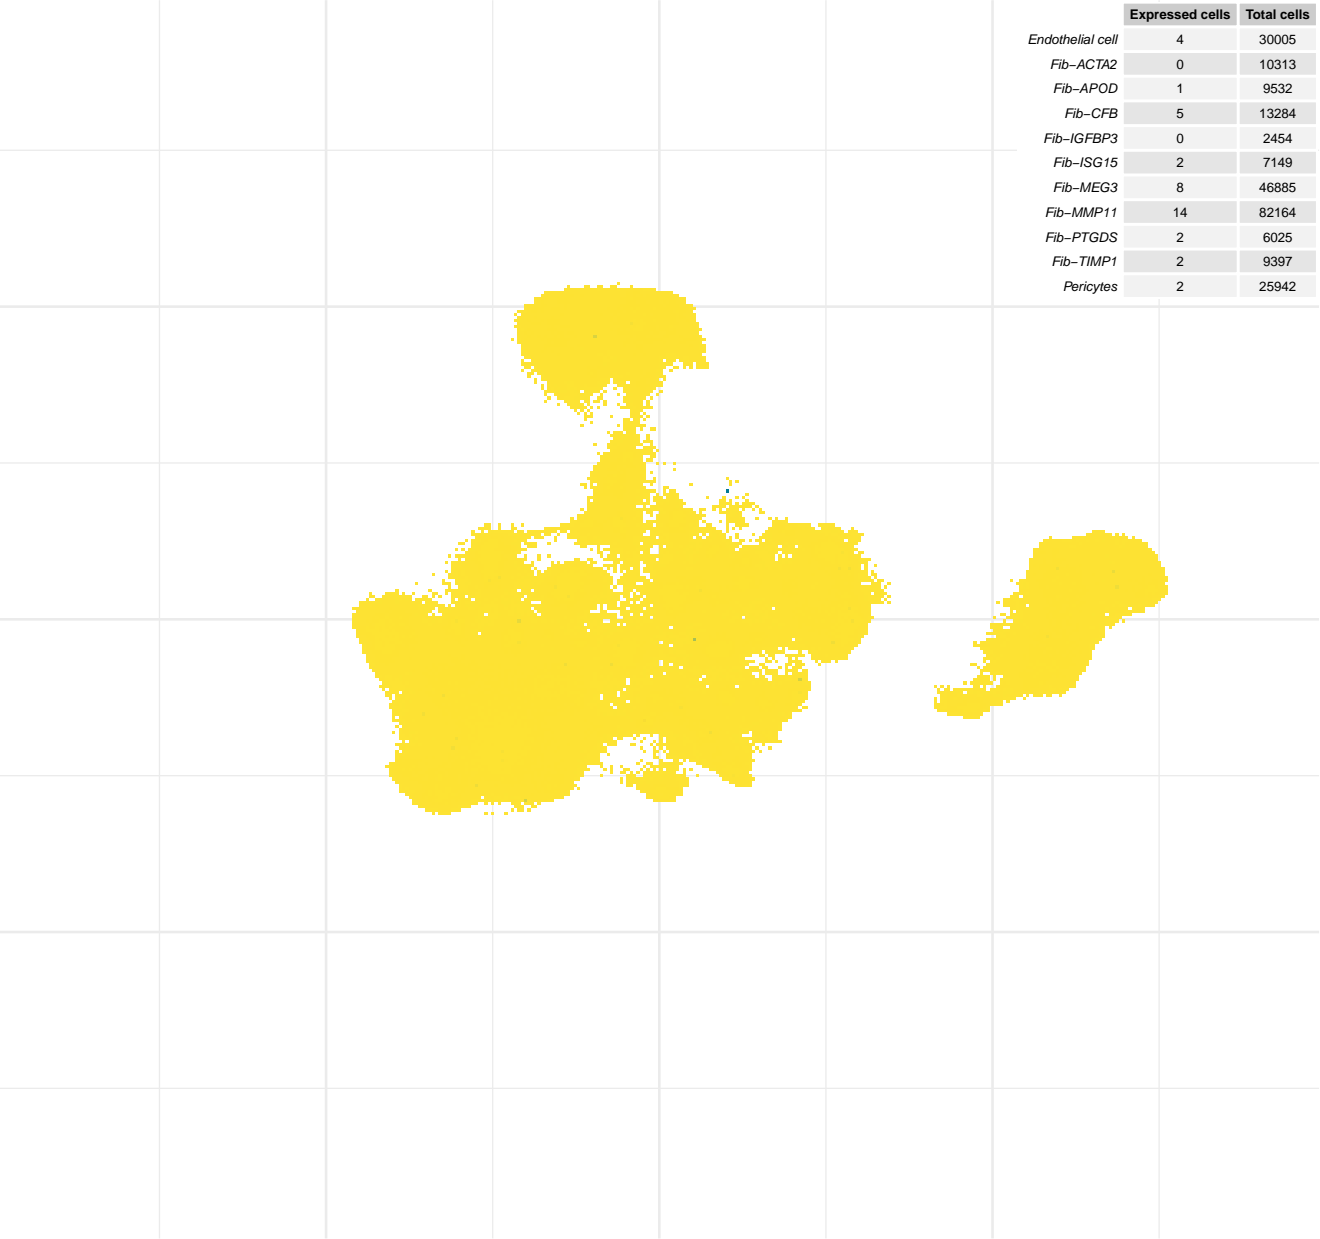 Expressed cells Total cells
Endothelial cell 4 30005
Fib−ACTA2 0 10313
Fib−APOD 1 9532
Fib−CFB 5 13284
Fib−IGFBP3 0 2454
Fib−ISG15 2 7149
Fib−MEG3 8 46885
Fib−MMP11 14 82164
Fib−PTGDS 2 6025
Fib−TIMP1 2 9397
Pericytes 2 25942